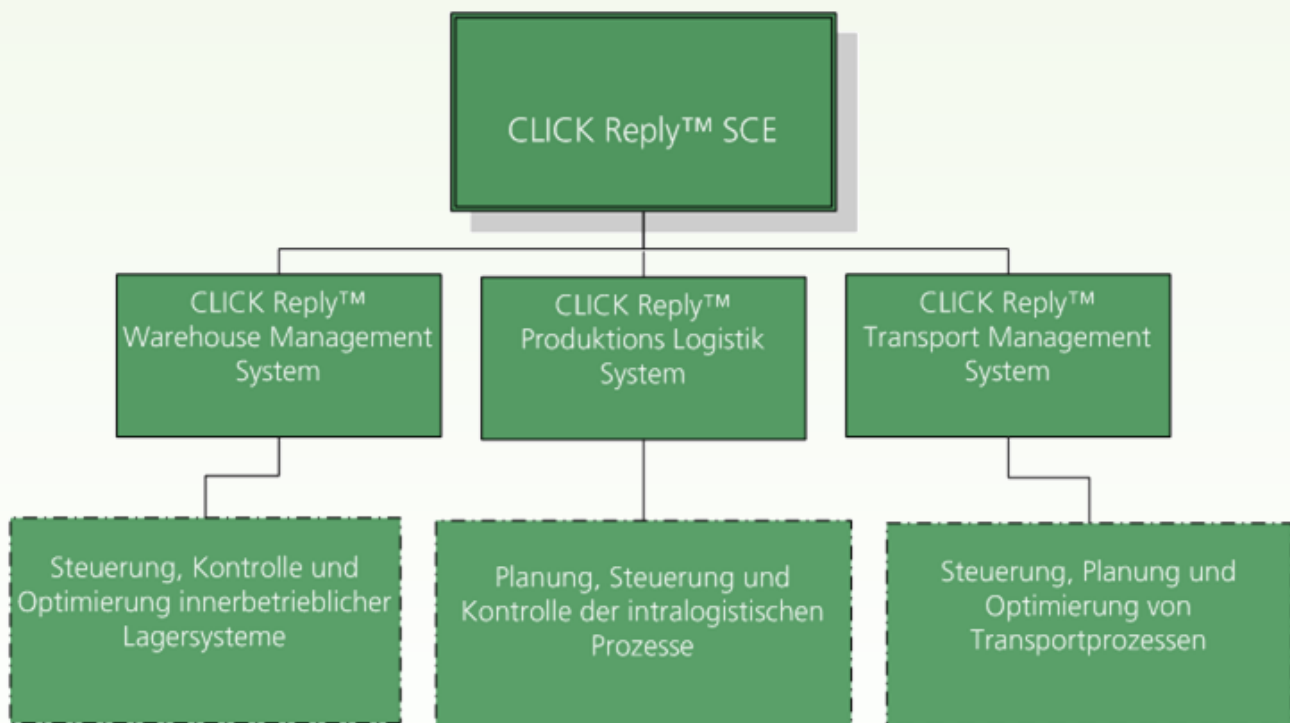 CLICK Reply™ SCE
CLICK Reply™
Warehouse Management
System
CLICK Reply™
Produktions Logistik
System
CLICK Reply™
Transport Management
System
Steuerung, Kontrolle und
Optimierung innerbetrieblicher
Lagersysteme
Planung, Steuerung und
Kontrolle der intralogistischen
Prozesse
Steuerung, Planung und
Optimierung von
Transportprozessen